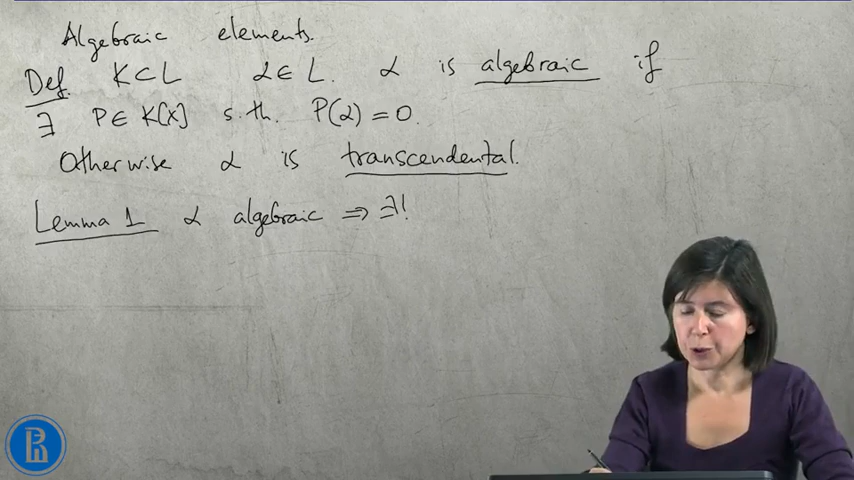 Algebraic elements.
Def. K⊂L α∈L. α is algebraic if
∃ P∈K[X] s.th. P(α)=0.
Otherwise α is transcendental.
Lemma 1 α algebraic ⇒ ∃!